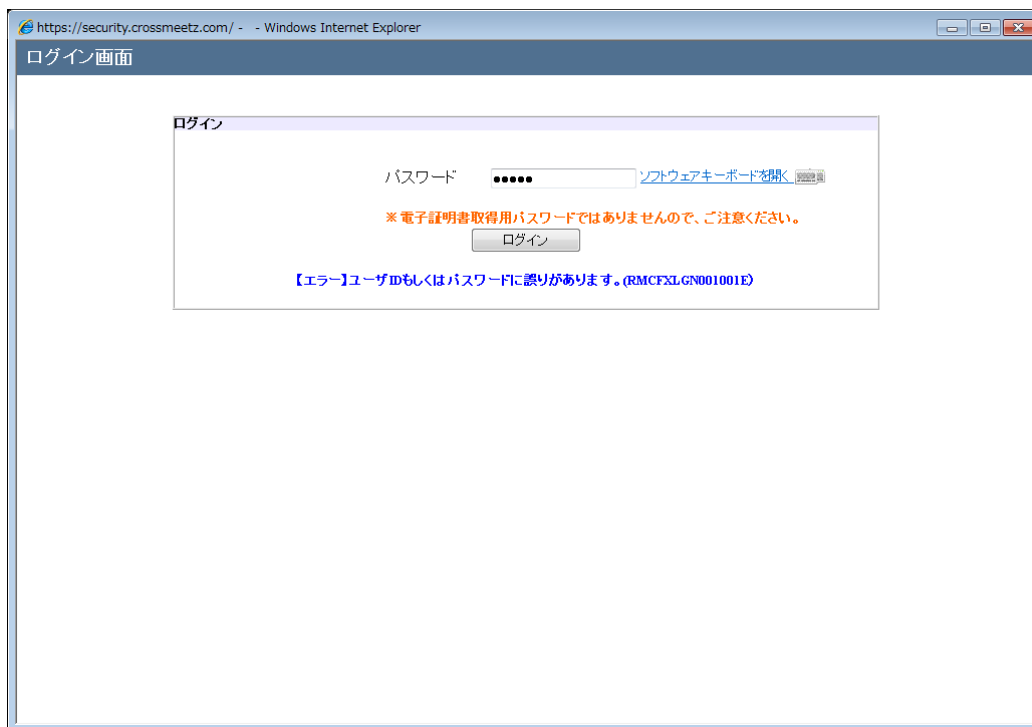 https://security.crossmeetz.com/ - - Windows Internet Explorer
ログイン画面
ログイン
パスワード ●●●●● ソフトウェアキーボードを開く
※電子証明書取得用パスワードではありませんので、ご注意ください。
ログイン
【エラー】ユーザIDもしくはパスワードに誤りがあります。(RMCFXLGN001001E)